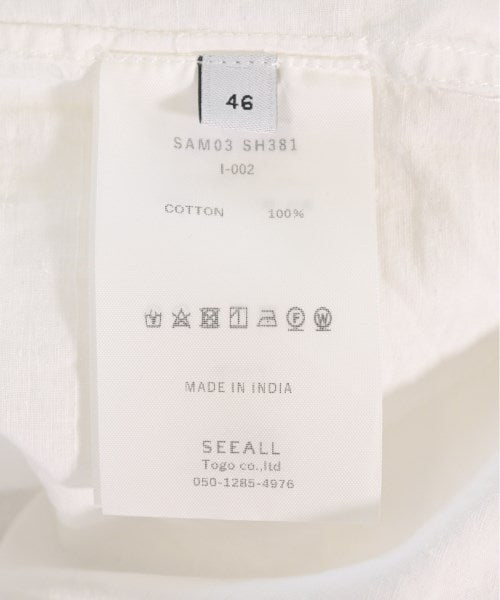 46
SAM03 SH381
I-002
COTTON 100%
F W
MADE IN INDIA
SEEALL
Togo co.,ltd
050-1285-4976